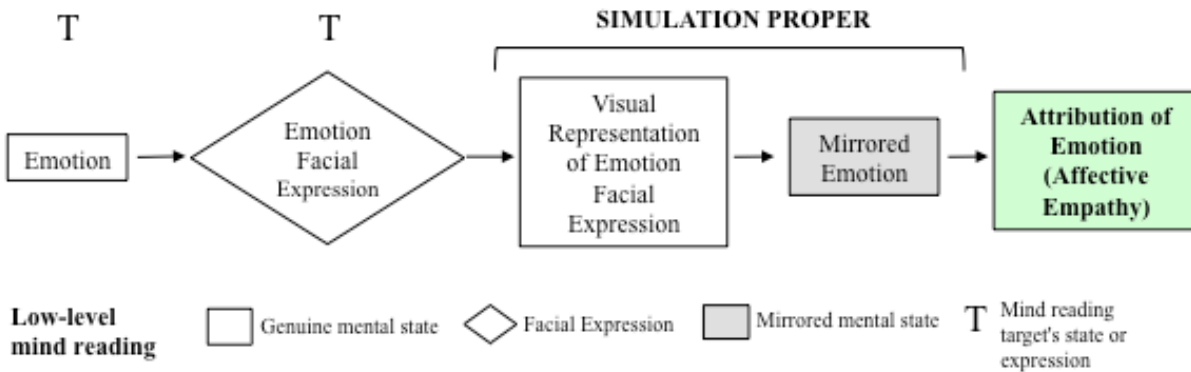 T
T
SIMULATION PROPER
Emotion
Emotion
Facial
Expression
Visual
Representation
of Emotion
Facial
Expression
Mirrored
Emotion
Attribution of
Emotion
(Affective
Empathy)
Low-level
mind reading
Genuine mental state
Facial Expression
Mirrored mental state
T
Mind reading
target's state or
expression